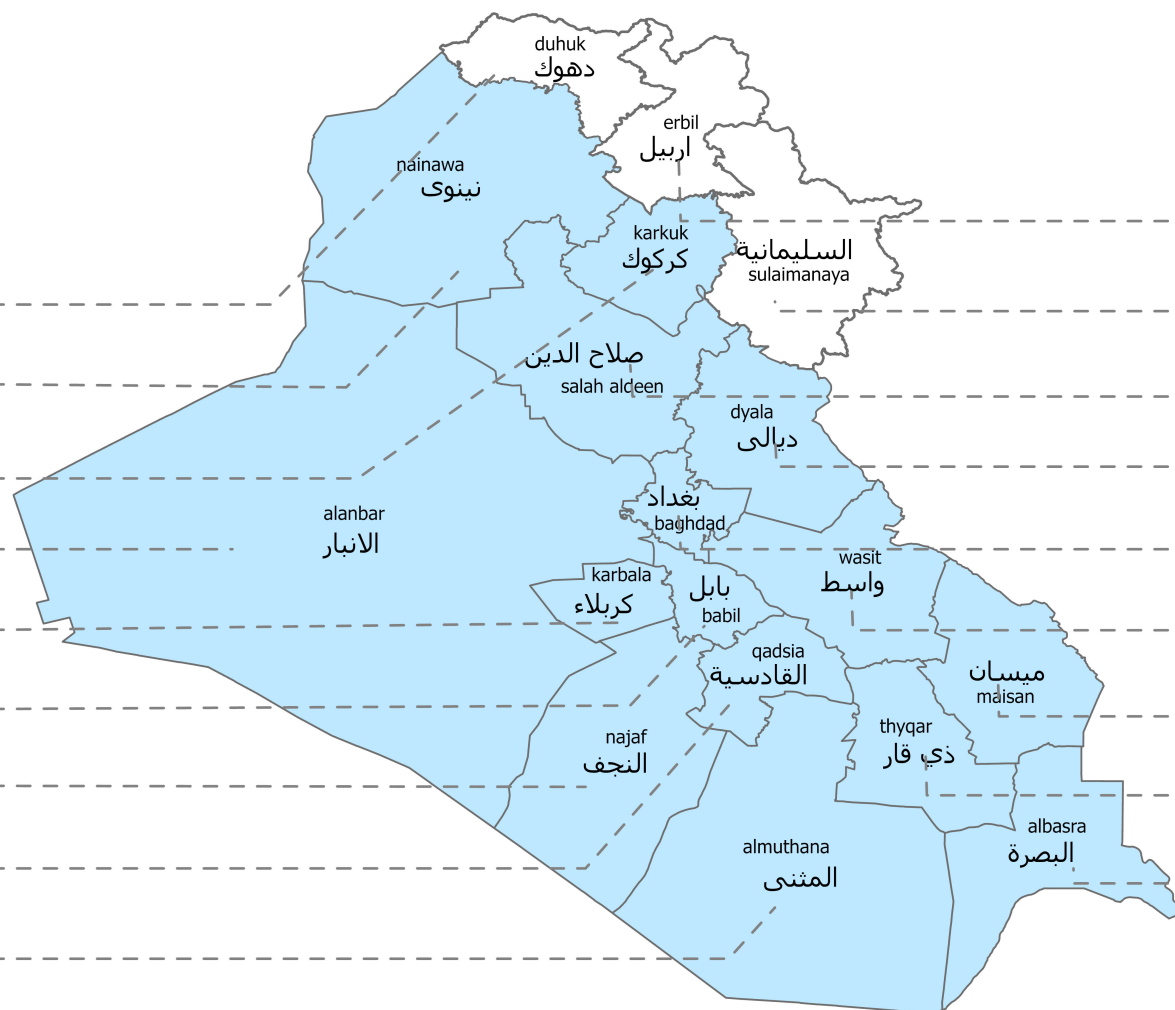 duhuk
دهوك
erbil
اربيل
nainawa
نينوى
karkuk
كركوك
السليمانية
sulaimanaya
صلاح الدين
salah aldeen
dyala
ديالى
بغداد
baghdad
alanbar
الانبار
wasit
واسط
karbala
كربلاء
بابل
babil
qadsia
القادسية
ميسان
maisan
najaf
النجف
thyqar
ذي قار
albasra
البصرة
almuthana
المثنى